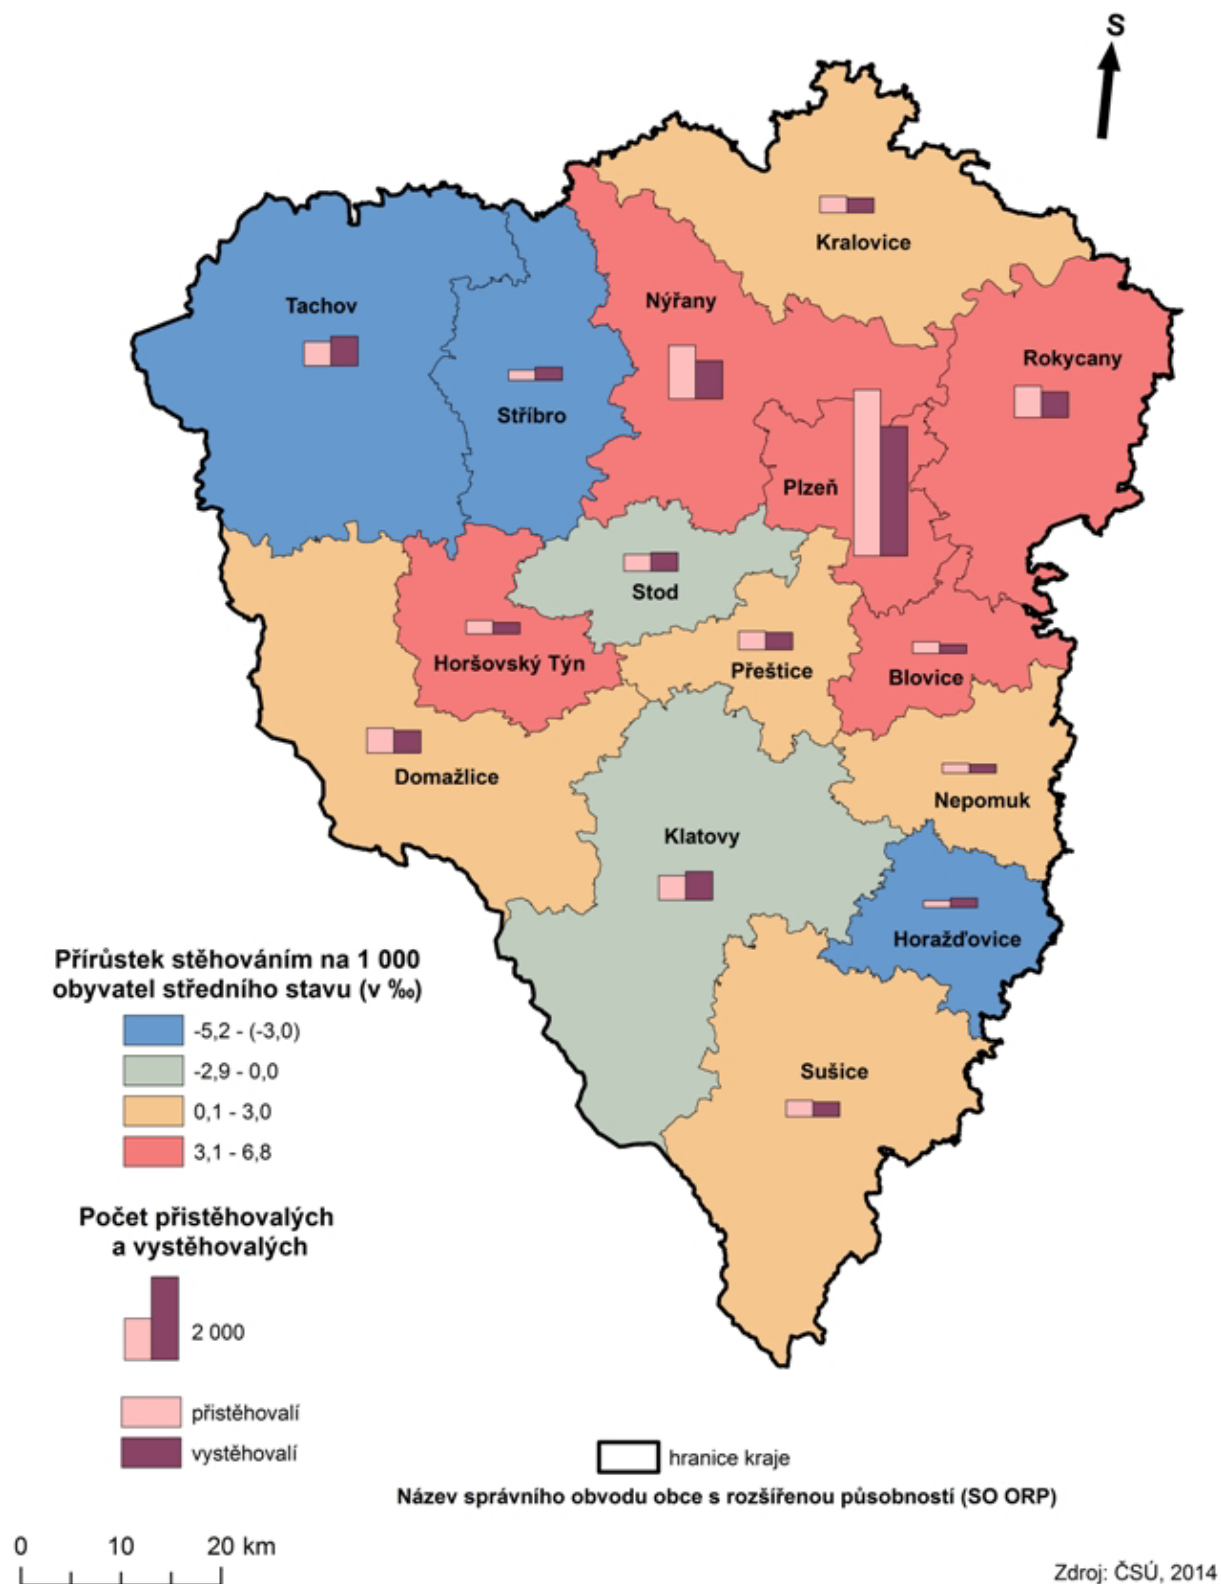 S
Kralovice
Tachov
Nýřany
Rokycany
Stříbro
Plzeň
Stod
Horšovský Týn
Přeštice
Blovice
Domažlice
Nepomuk
Klatovy
Horažďovice
Sušice
Přírůstek stěhováním na 1 000
obyvatel středního stavu (v ‰)
-5,2 - (-3,0)
-2,9 - 0,0
0,1 - 3,0
3,1 - 6,8
Počet přistěhovalých
a vystěhovalých
2 000
přistěhovalí
vystěhovalí
hranice kraje
Název správního obvodu obce s rozšířenou působností (SO ORP)
0 10 20 km
Zdroj: ČSÚ, 2014